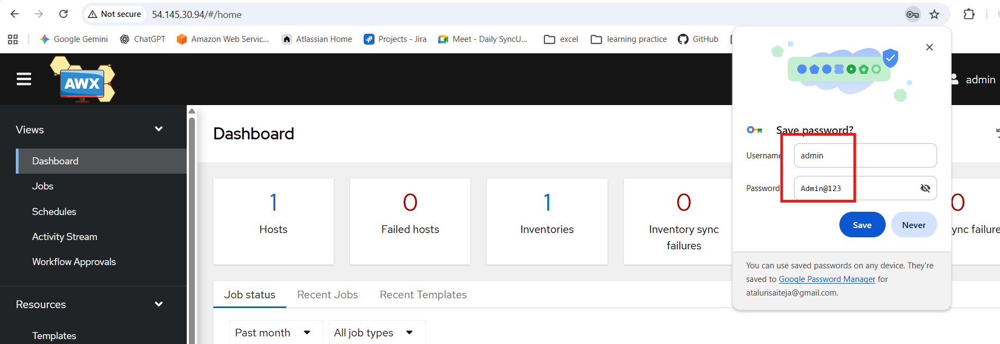 Not secure 54.145.30.94/#/home
Google Gemini ChatGPT Amazon Web Servic... Atlassian Home Projects - Jira Meet - Daily SyncU... excel learning practice GitHub
AWX
admin
Views
Dashboard
Jobs
Schedules
Activity Stream
Workflow Approvals
Resources
Templates
Dashboard
1
Hosts
0
Failed hosts
1
Inventories
0
Inventory sync
failures
0
ync failure
Job status Recent Jobs Recent Templates
Past month All job types
Save password?
Username admin
Password Admin@123
Save Never
You can use saved passwords on any device. They're
saved to Google Password Manager for
atalurisaiteja@gmail.com.